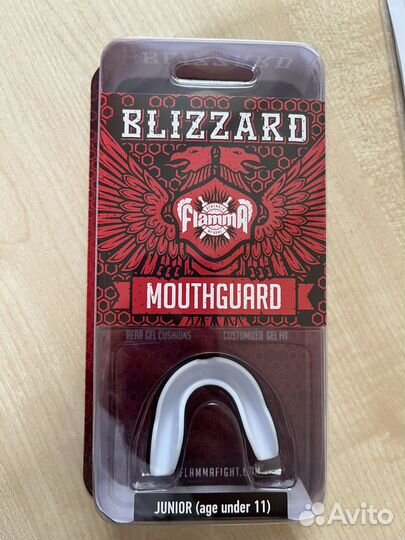 BLIZZARD
FlammA
MOUTHGUARD
REAR GEL CUSHIONS
CUSTOMIZED GEL FIT
FLAMMAFIGHT.COM
JUNIOR (age under 11)
Avito